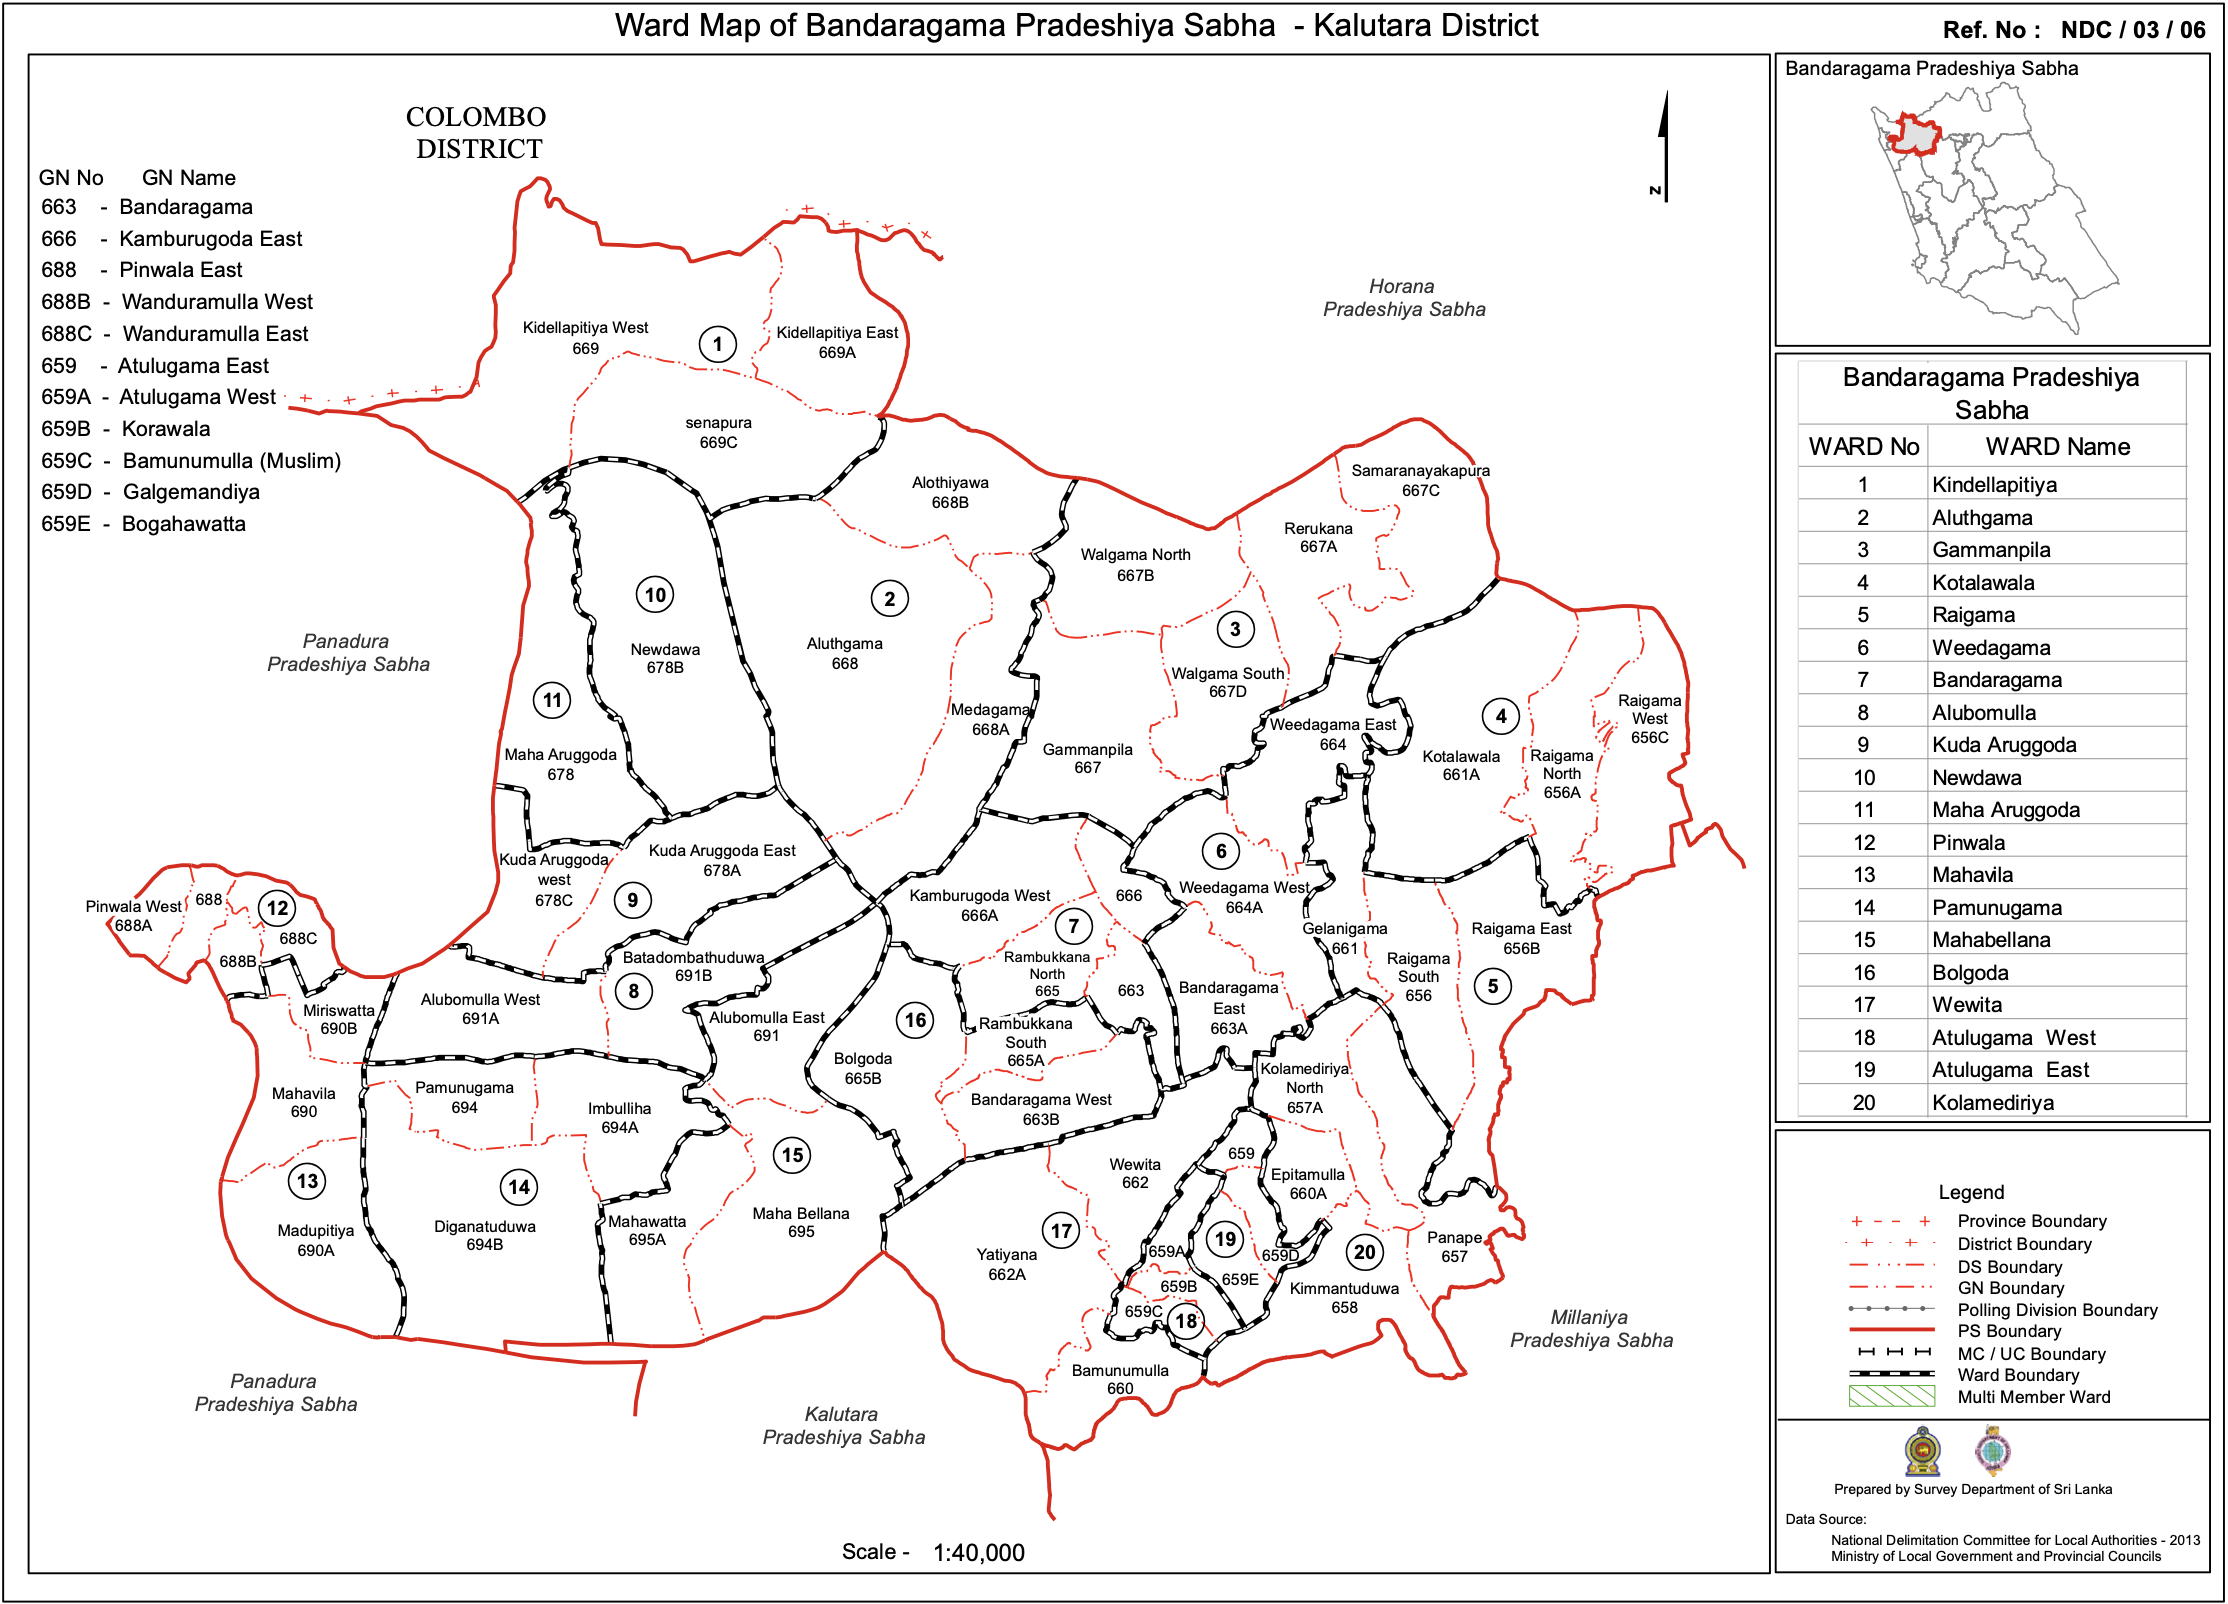 Ward Map of Bandaragama Pradeshiya Sabha - Kalutara District
Ref. No : NDC / 03 / 06
COLOMBO
DISTRICT
GN No GN Name
663 - Bandaragama
666 - Kamburugoda East
688 - Pinwala East
688B - Wanduramulla West
688C - Wanduramulla East
659 - Atulugama East
659A - Atulugama West
659B - Korawala
659C - Bamunumulla (Muslim)
659D - Galgemandiya
659E - Bogahawatta
N
Horana
Pradeshiya Sabha
Panadura
Pradeshiya Sabha
Kidellapitiya West
669
1
Kidellapitiya East
669A
senapura
669C
Alothiyawa
668B
Samaranayakapura
667C
Rerukana
667A
Walgama North
667B
10
Newdawa
678B
2
Aluthgama
668
3
Walgama South
667D
11
Maha Aruggoda
678
Medagama
668A
Gammanpila
667
Weedagama East
664
4
Kotalawala
661A
Raigama
North
656A
Raigama
West
656C
Kuda Aruggoda
west
678C
Kuda Aruggoda East
678A
9
6
Weedagama West
664A
Pinwala West
688A
688
12
688C
688B
Kamburugoda West
666A
666
7
Gelanigama
661
Raigama East
656B
Raigama
South
656
5
Batadombathuduwa
691B
8
Rambukkana
North
665
663
Bandaragama
East
663A
Alubomulla West
691A
Miriswatta
690B
Alubomulla East
691
16
Rambukkana
South
665A
Bolgoda
665B
Mahavila
690
Pamunugama
694
Imbulliha
694A
Bandaragama West
663B
Kolamediriya
North
657A
15
13
14
Wewita
662
659
Epitamulla
660A
Madupitiya
690A
Diganatuduwa
694B
Mahawatta
695A
Maha Bellana
695
17
Yatiyana
662A
659A
19
659D
20
Panape
657
659B
659E
Kimmantuduwa
658
659C
18
Bamunumulla
660
Millaniya
Pradeshiya Sabha
Panadura
Pradeshiya Sabha
Kalutara
Pradeshiya Sabha
Scale - 1:40,000
Bandaragama Pradeshiya Sabha
Bandaragama Pradeshiya
Sabha
WARD No WARD Name
1 Kindellapitiya
2 Aluthgama
3 Gammanpila
4 Kotalawala
5 Raigama
6 Weedagama
7 Bandaragama
8 Alubomulla
9 Kuda Aruggoda
10 Newdawa
11 Maha Aruggoda
12 Pinwala
13 Mahavila
14 Pamunugama
15 Mahabellana
16 Bolgoda
17 Wewita
18 Atulugama West
19 Atulugama East
20 Kolamediriya
Legend
Province Boundary
District Boundary
DS Boundary
GN Boundary
Polling Division Boundary
PS Boundary
MC / UC Boundary
Ward Boundary
Multi Member Ward
Prepared by Survey Department of Sri Lanka
Data Source:
National Delimitation Committee for Local Authorities - 2013
Ministry of Local Government and Provincial Councils